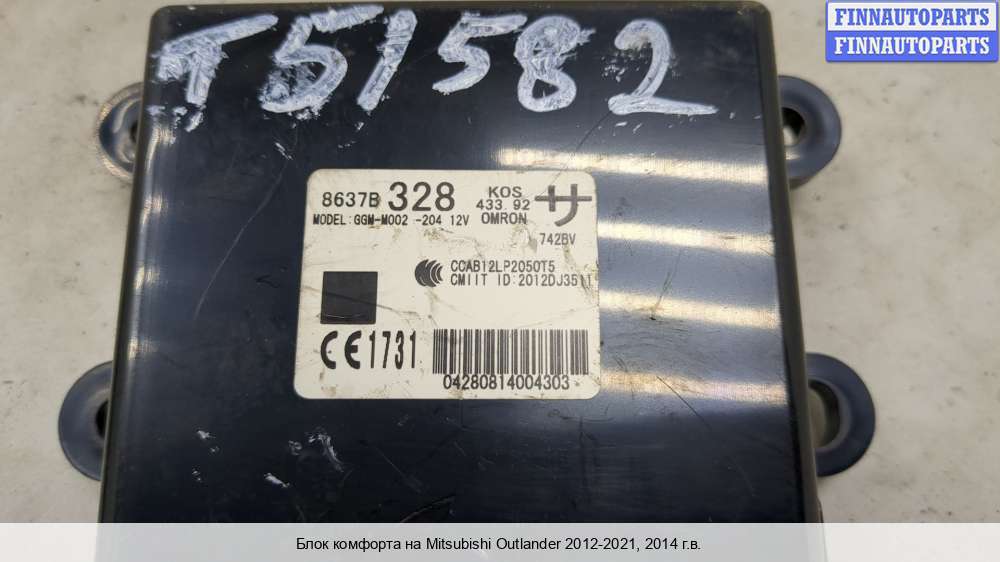 FINNAUTOPARTS
FINNAUTOPARTS
T51582
8637B 328 KOS
433.92
MODEL:GGM-M002 -204 12V OMRON
742BV
CCAB12LP2050T5
CMIIT ID:2012DJ3511
CE1731
04280814004303
Блок комфорта на Mitsubishi Outlander 2012-2021, 2014 г.в.